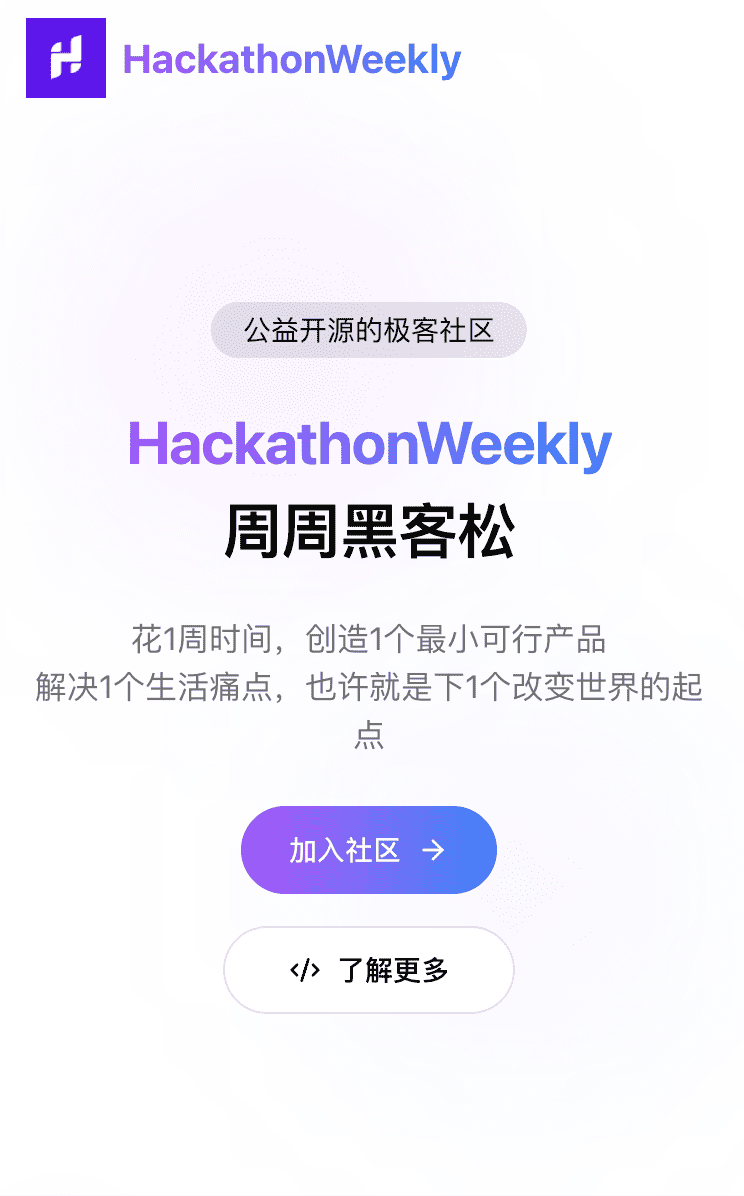 HackathonWeekly
公益开源的极客社区
HackathonWeekly
周周黑客松
花1周时间，创造1个最小可行产品
解决1个生活痛点，也许就是下1个改变世界的起
点
加入社区 →
</> 了解更多